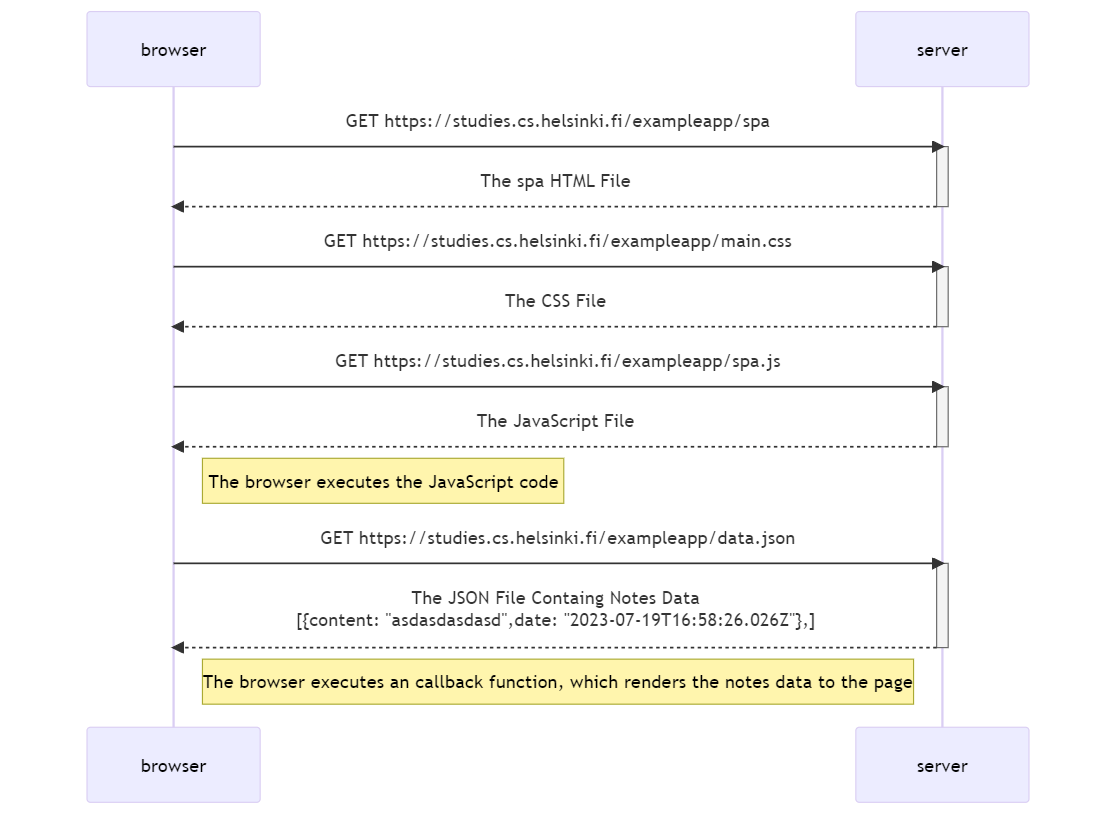 browser
server
GET https://studies.cs.helsinki.fi/exampleapp/spa
The spa HTML File
GET https://studies.cs.helsinki.fi/exampleapp/main.css
The CSS File
GET https://studies.cs.helsinki.fi/exampleapp/spa.js
The JavaScript File
The browser executes the JavaScript code
GET https://studies.cs.helsinki.fi/exampleapp/data.json
The JSON File Containg Notes Data
[{content: "asdasdasdasd",date: "2023-07-19T16:58:26.026Z"},]
The browser executes an callback function, which renders the notes data to the page
browser
server